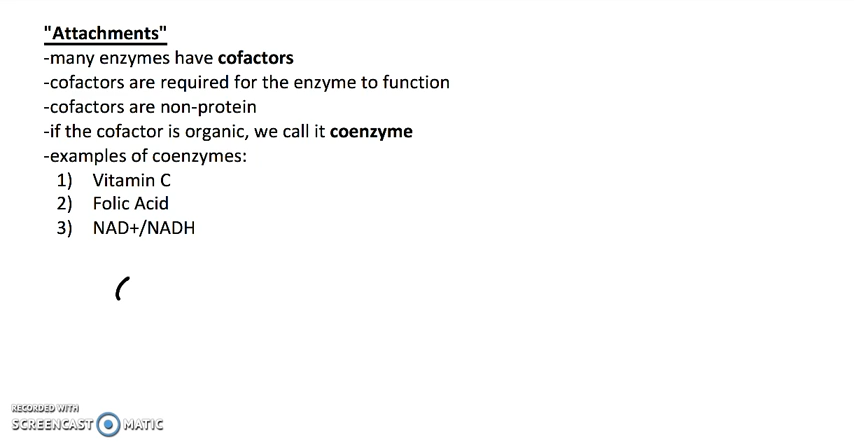 "Attachments"
-many enzymes have cofactors
-cofactors are required for the enzyme to function
-cofactors are non-protein
-if the cofactor is organic, we call it coenzyme
-examples of coenzymes:
1) Vitamin C
2) Folic Acid
3) NAD+/NADH
(
RECORDED WITH
SCREENCAST MATIC